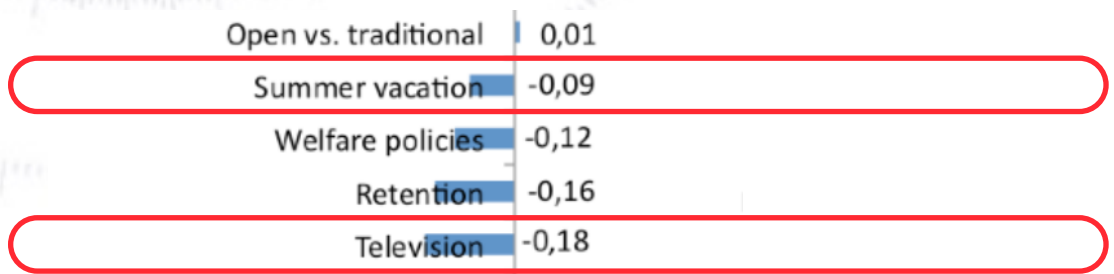 Open vs. traditional 0,01
Summer vacation -0,09
Welfare policies -0,12
Retention -0,16
Television -0,18